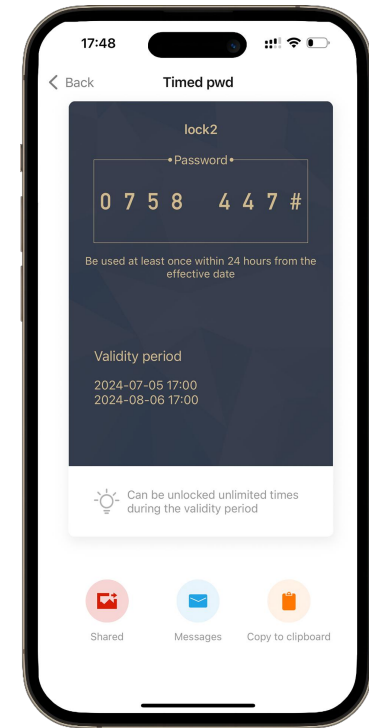 17:48
Back
Timed pwd
lock2
•Password•
0758 447#
Be used at least once within 24 hours from the
effective date
Validity period
2024-07-05 17:00
2024-08-06 17:00
Can be unlocked unlimited times
during the validity period
Shared
Messages
Copy to clipboard